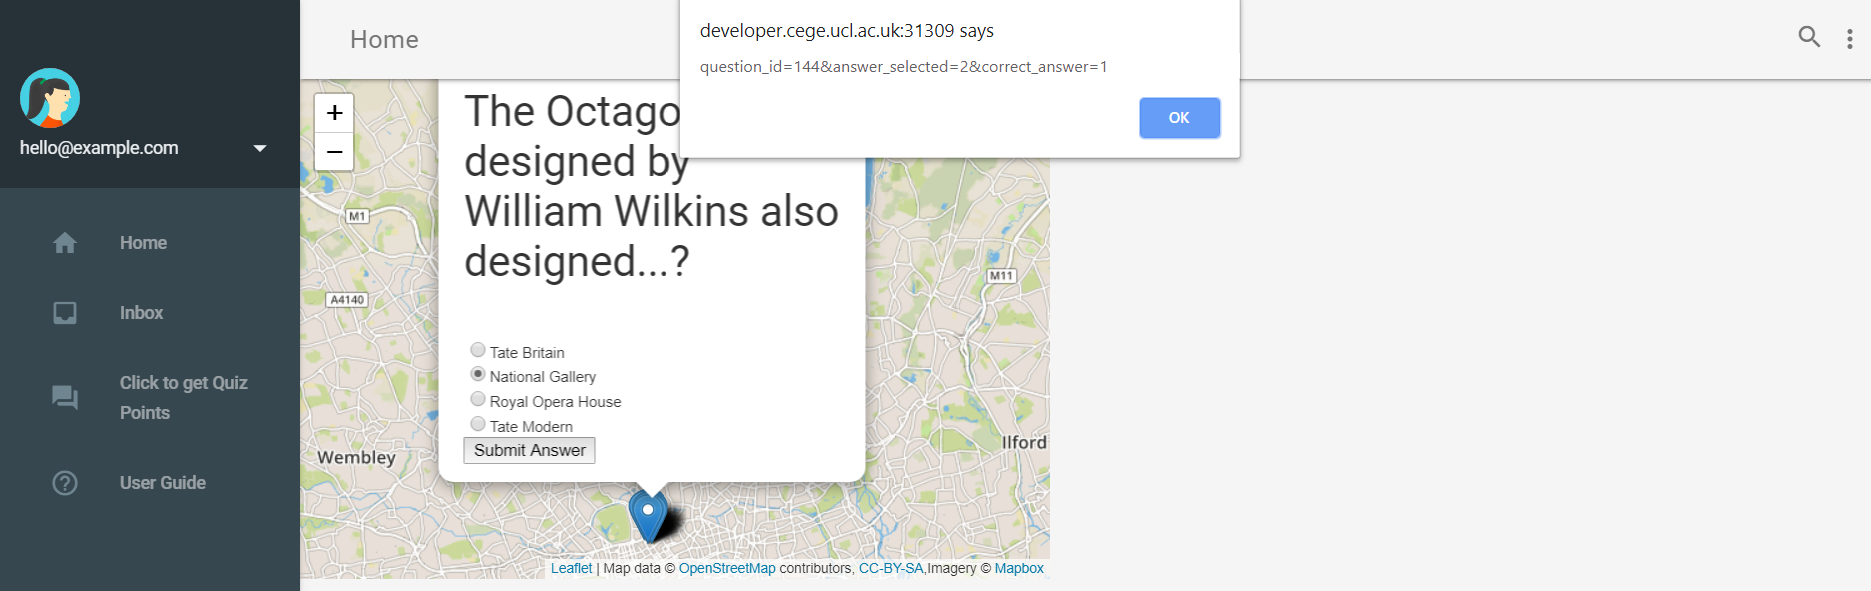 hello@example.com
Home
Inbox
Click to get Quiz
Points
User Guide
Home
developer.cege.ucl.ac.uk:31309 says
question_id=144&answer_selected=2&correct_answer=1
OK
+
−
The Octago
designed by
William Wilkins also
designed...?
Tate Britain
National Gallery
Royal Opera House
Tate Modern
Submit Answer
M1
A4140
Wembley
M11
Ilford
Leaflet | Map data © OpenStreetMap contributors, CC-BY-SA,Imagery © Mapbox